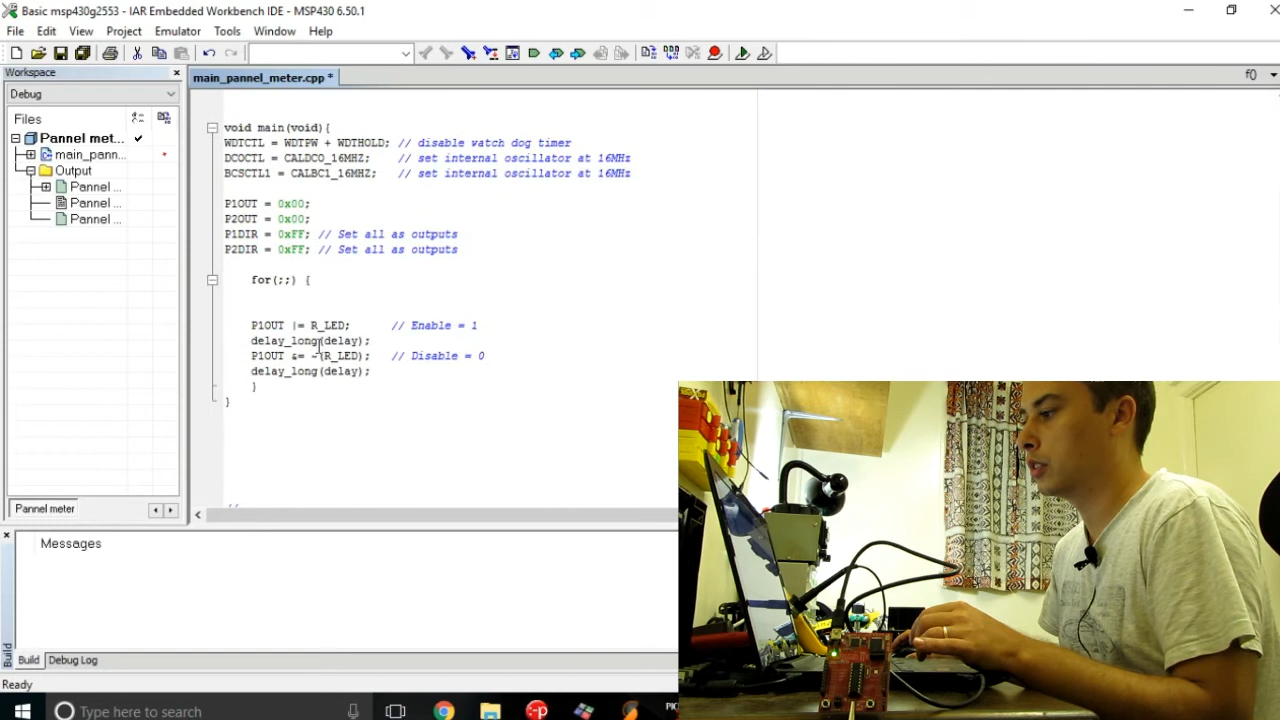 Basic msp430g2553 - IAR Embedded Workbench IDE - MSP430 6.50.1
File Edit View Project Emulator Tools Window Help
Workspace
main_pannel_meter.cpp *
f()
Debug
Files
Pannel met...
main_pann...
Output
Pannel ...
Pannel ...
Pannel ...
void main(void){
WDTCTL = WDTPW + WDTHOLD; // disable watch dog timer
DCOCTL = CALDCO_16MHZ; // set internal oscillator at 16MHz
BCSCTL1 = CALBC1_16MHZ; // set internal oscillator at 16MHz
P1OUT = 0x00;
P2OUT = 0x00;
P1DIR = 0xFF; // Set all as outputs
P2DIR = 0xFF; // Set all as outputs
for(;;) {
P1OUT |= R_LED; // Enable = 1
delay_long(delay);
P1OUT &= ~(R_LED); // Disable = 0
delay_long(delay);
}
}
//
Pannel meter
Messages
Build
Build Debug Log
Ready
Type here to search